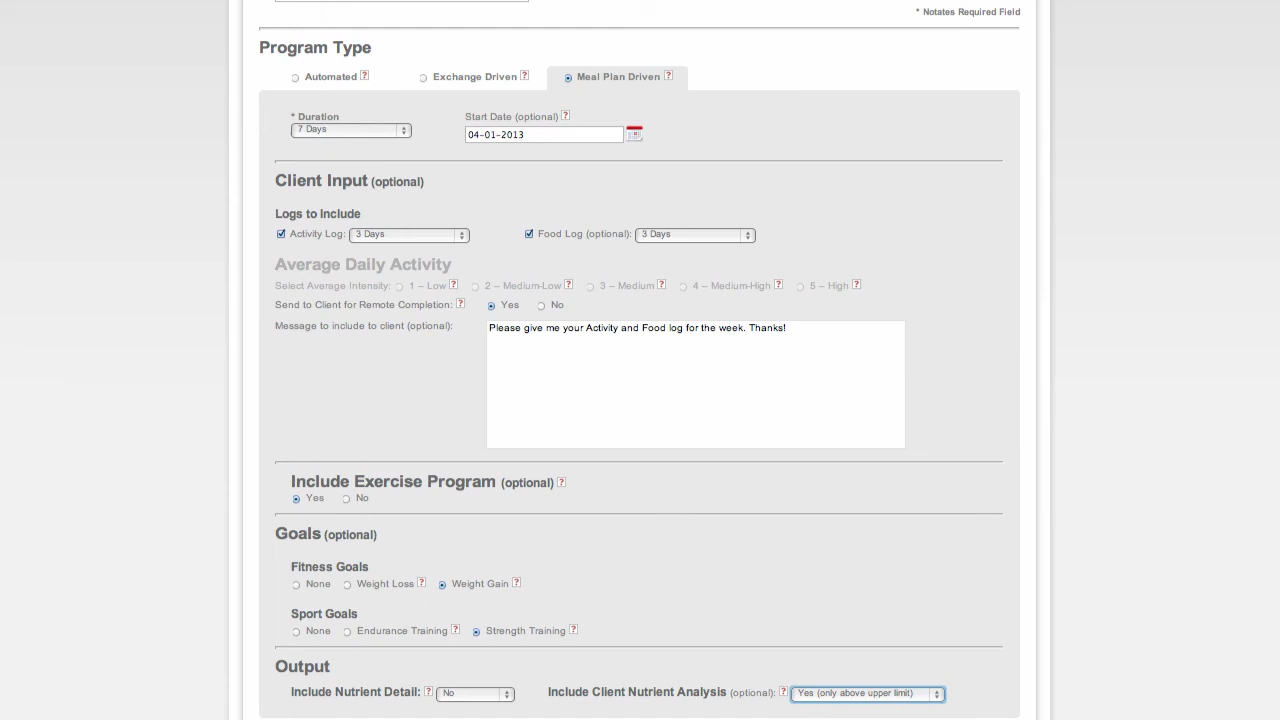 * Notates Required Field
Program Type
Automated ? Exchange Driven ? Meal Plan Driven ?
* Duration Start Date (optional) ?
7 Days 04-01-2013
Client Input (optional)
Logs to Include
Activity Log: 3 Days Food Log (optional): 3 Days
Average Daily Activity
Select Average Intensity: 1 – Low ? 2 – Medium-Low ? 3 – Medium ? 4 – Medium-High ? 5 – High ?
Send to Client for Remote Completion: ? Yes No
Message to include to client (optional): Please give me your Activity and Food log for the week. Thanks!
Include Exercise Program (optional) ?
Yes No
Goals (optional)
Fitness Goals
None Weight Loss ? Weight Gain ?
Sport Goals
None Endurance Training ? Strength Training ?
Output
Include Nutrient Detail: ? No Include Client Nutrient Analysis (optional): ? Yes (only above upper limit)